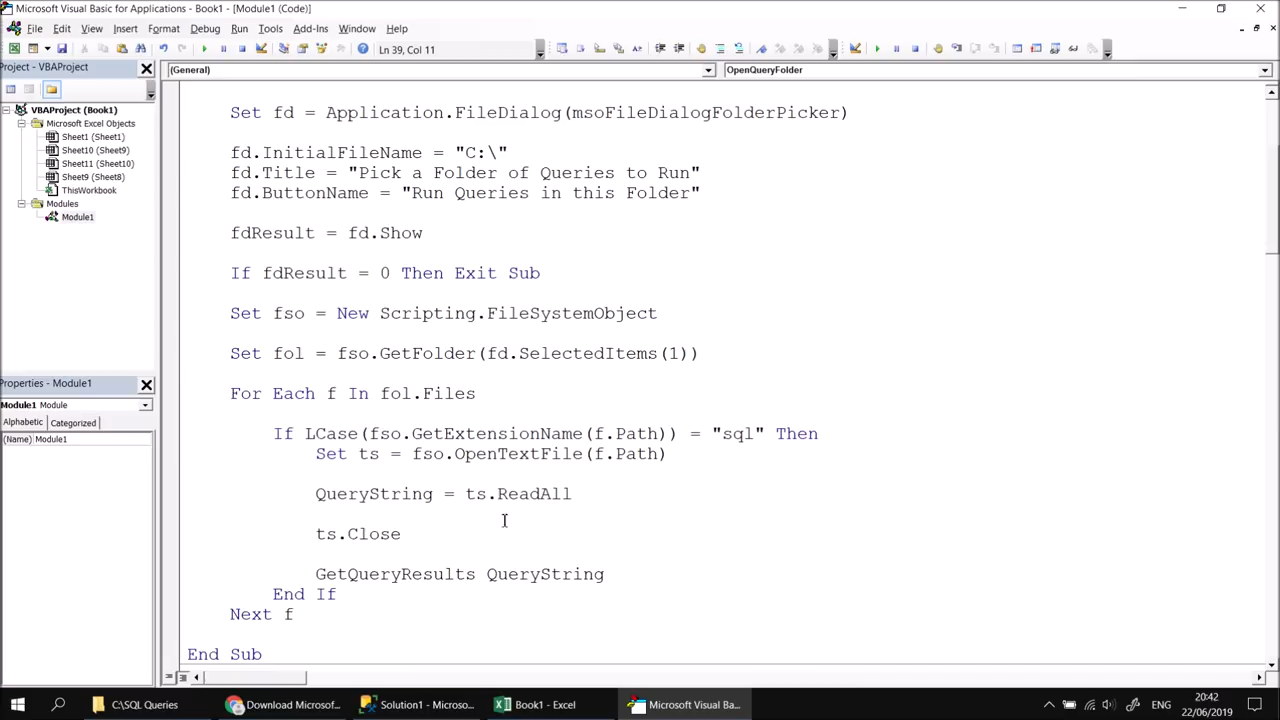 Microsoft Visual Basic for Applications - Book1 - [Module1 (Code)]
File Edit View Insert Format Debug Run Tools Add-Ins Window Help
Ln 39, Col 11
Project - VBAProject
(General)
OpenQueryFolder
VBAProject (Book1)
Microsoft Excel Objects
Sheet1 (Sheet1)
Sheet10 (Sheet9)
Sheet11 (Sheet10)
Sheet9 (Sheet8)
ThisWorkbook
Modules
Module1
Properties - Module1
Module1 Module
Alphabetic Categorized
(Name) Module1
Set fd = Application.FileDialog(msoFileDialogFolderPicker)
fd.InitialFileName = "C:\"
fd.Title = "Pick a Folder of Queries to Run"
fd.ButtonName = "Run Queries in this Folder"
fdResult = fd.Show
If fdResult = 0 Then Exit Sub
Set fso = New Scripting.FileSystemObject
Set fol = fso.GetFolder(fd.SelectedItems(1))
For Each f In fol.Files
If LCase(fso.GetExtensionName(f.Path)) = "sql" Then
Set ts = fso.OpenTextFile(f.Path)
QueryString = ts.ReadAll
ts.Close
GetQueryResults QueryString
End If
Next f
End Sub
C:\SQL Queries
Download Microsof...
Solution1 - Microso...
Book1 - Excel
Microsoft Visual Ba...
ENG
20:42
22/06/2019